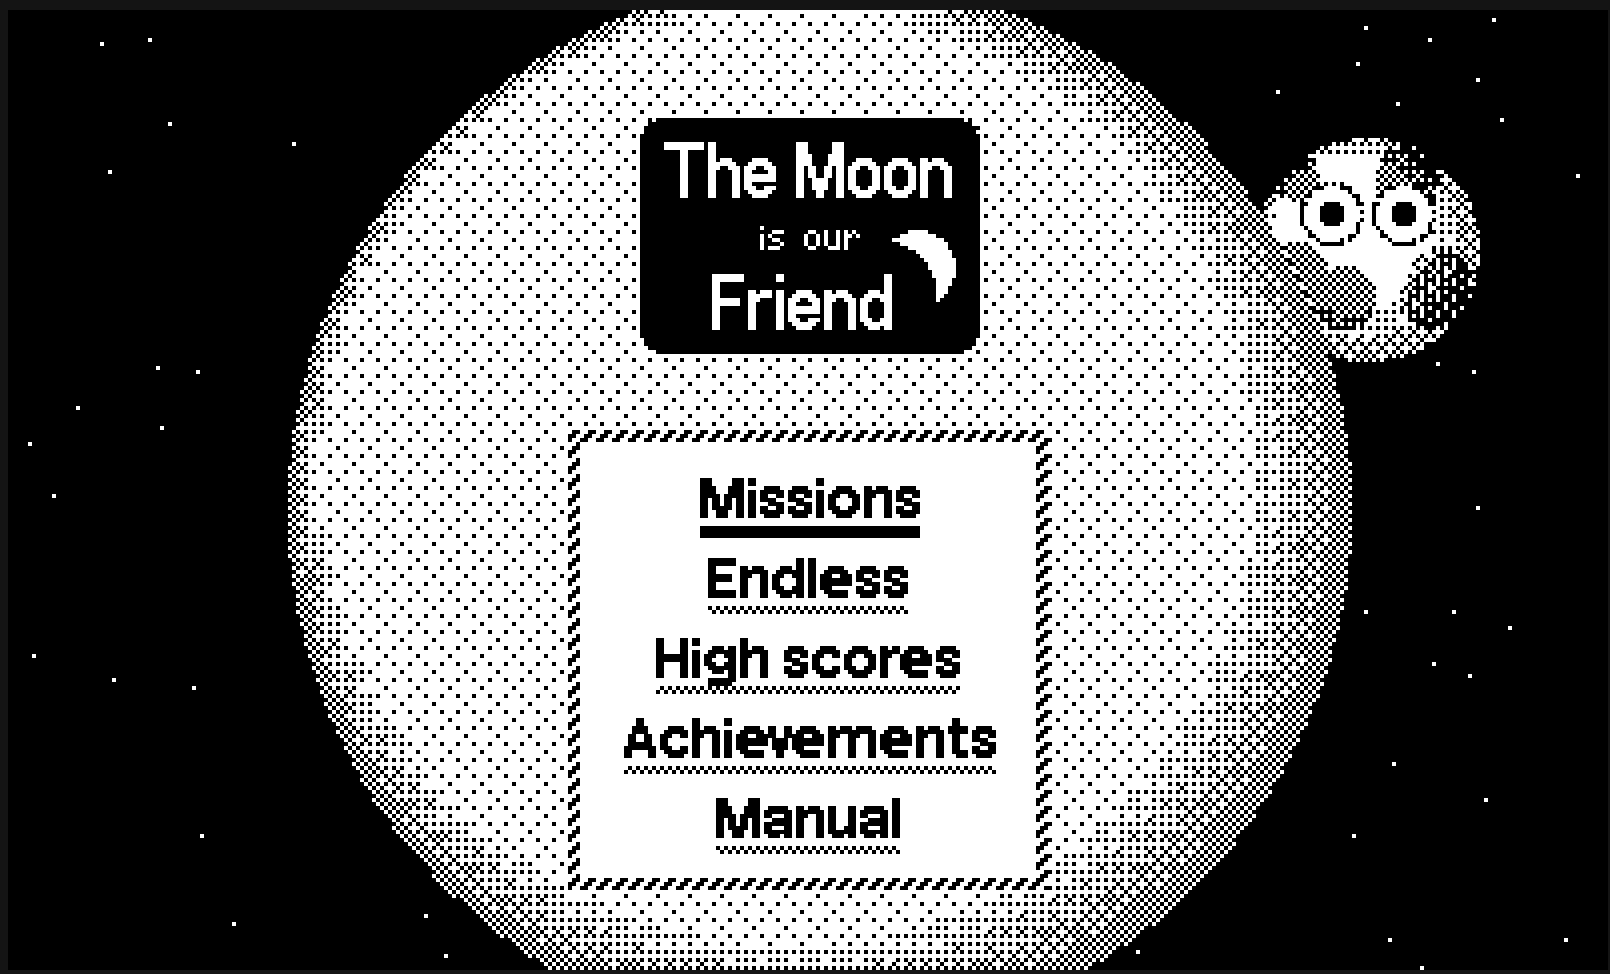 The Moon
is our
Friend
Missions
Endless
High scores
Achievements
Manual